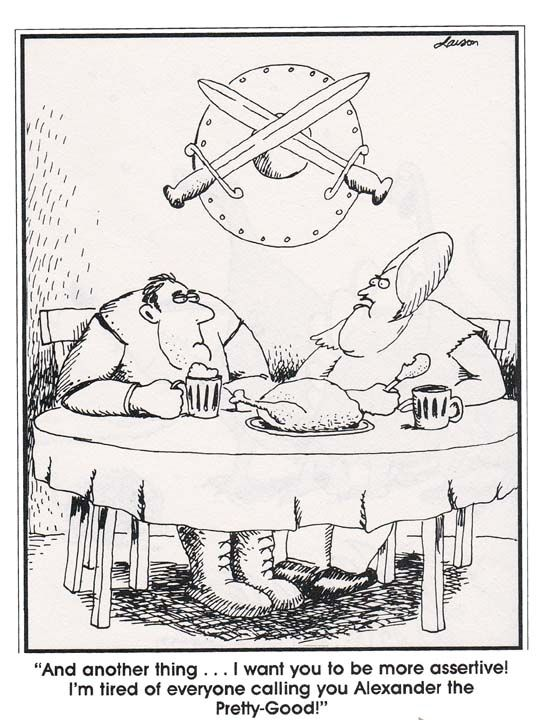 Larson
"And another thing . . . I want you to be more assertive!
I'm tired of everyone calling you Alexander the
Pretty-Good!"